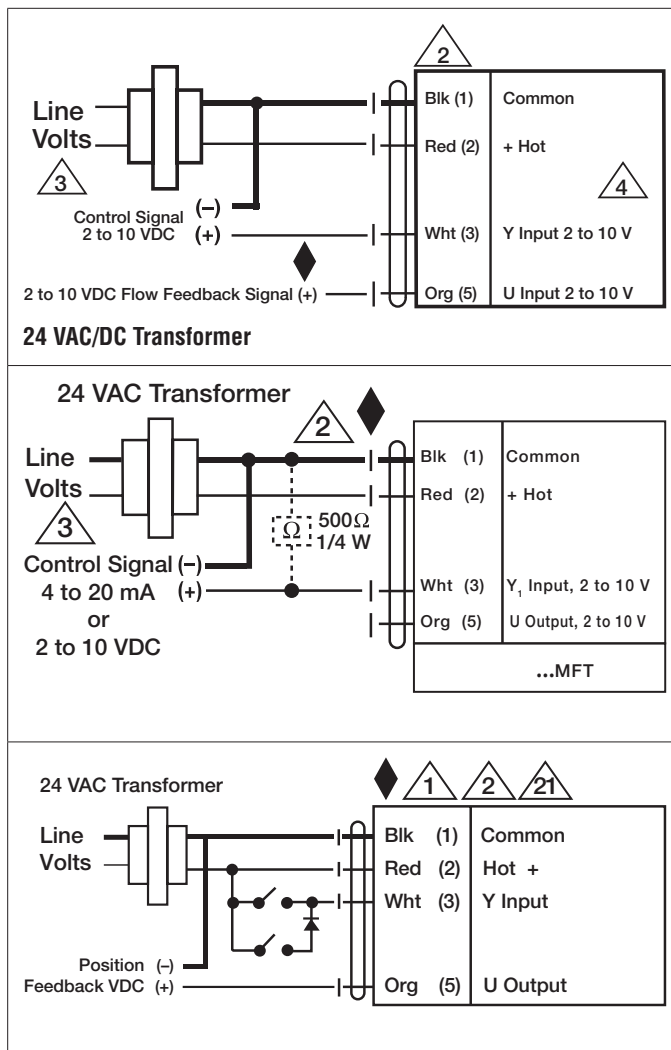 2
Blk (1) Common
Line
Volts
Red (2) + Hot
3
4
Control Signal (–)
2 to 10 VDC (+)
Wht (3) Y Input 2 to 10 V
2 to 10 VDC Flow Feedback Signal (+)
Org (5) U Input 2 to 10 V
24 VAC/DC Transformer
24 VAC Transformer
2
Line
Volts
Blk (1) Common
Red (2) + Hot
3
Ω 500Ω
1/4 W
Control Signal (–)
4 to 20 mA (+)
or
2 to 10 VDC
Wht (3) Y₁ Input, 2 to 10 V
Org (5) U Output, 2 to 10 V
...MFT
24 VAC Transformer
1 2 21
Line
Volts
Blk (1) Common
Red (2) Hot +
Wht (3) Y Input
Position (–)
Feedback VDC (+)
Org (5) U Output